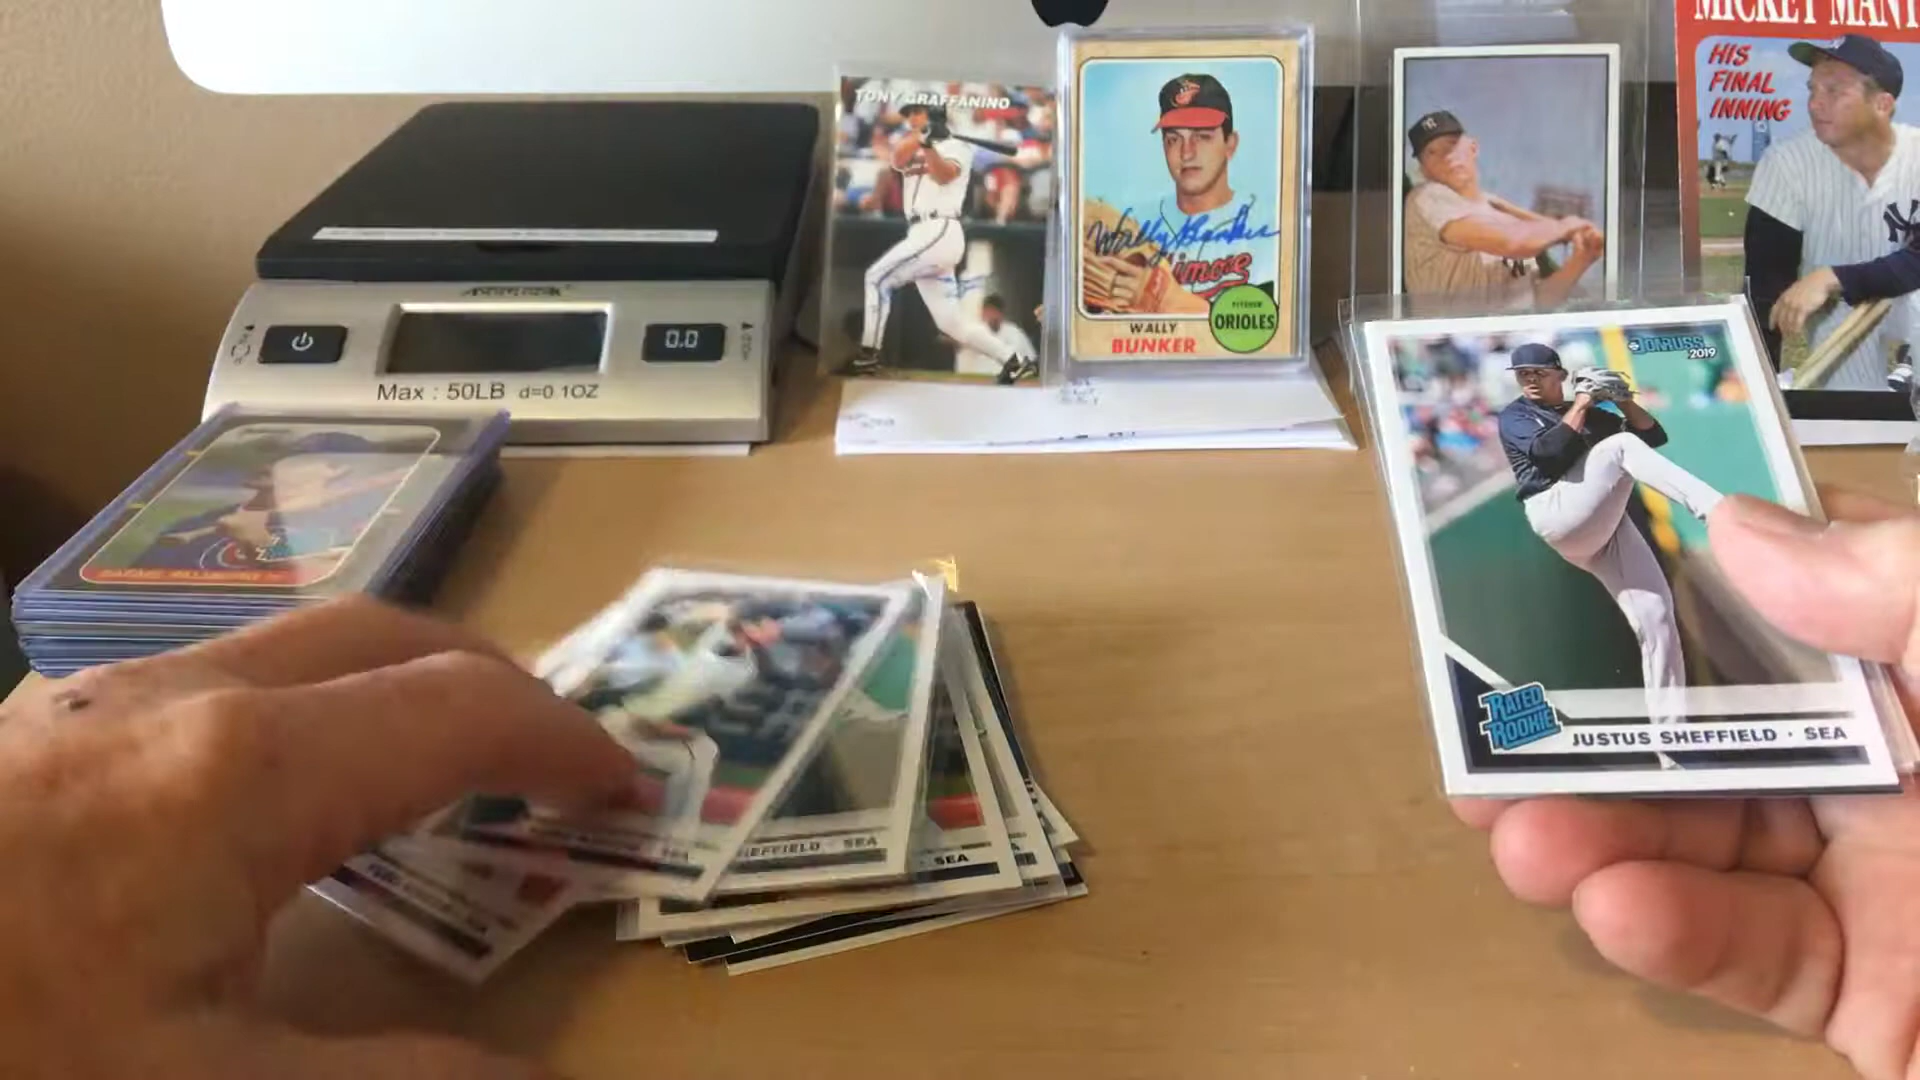 MICKEY MANT
HIS
FINAL
INNING
TONY GRAFFANINO
Wally Bunker
WALLY
BUNKER
PITCHER
ORIOLES
0.0
Max : 50LB d=0.1OZ
DONRUSS
2019
RATED
ROOKIE
JUSTUS SHEFFIELD · SEA
HEFFIELD · SEA
· SEA